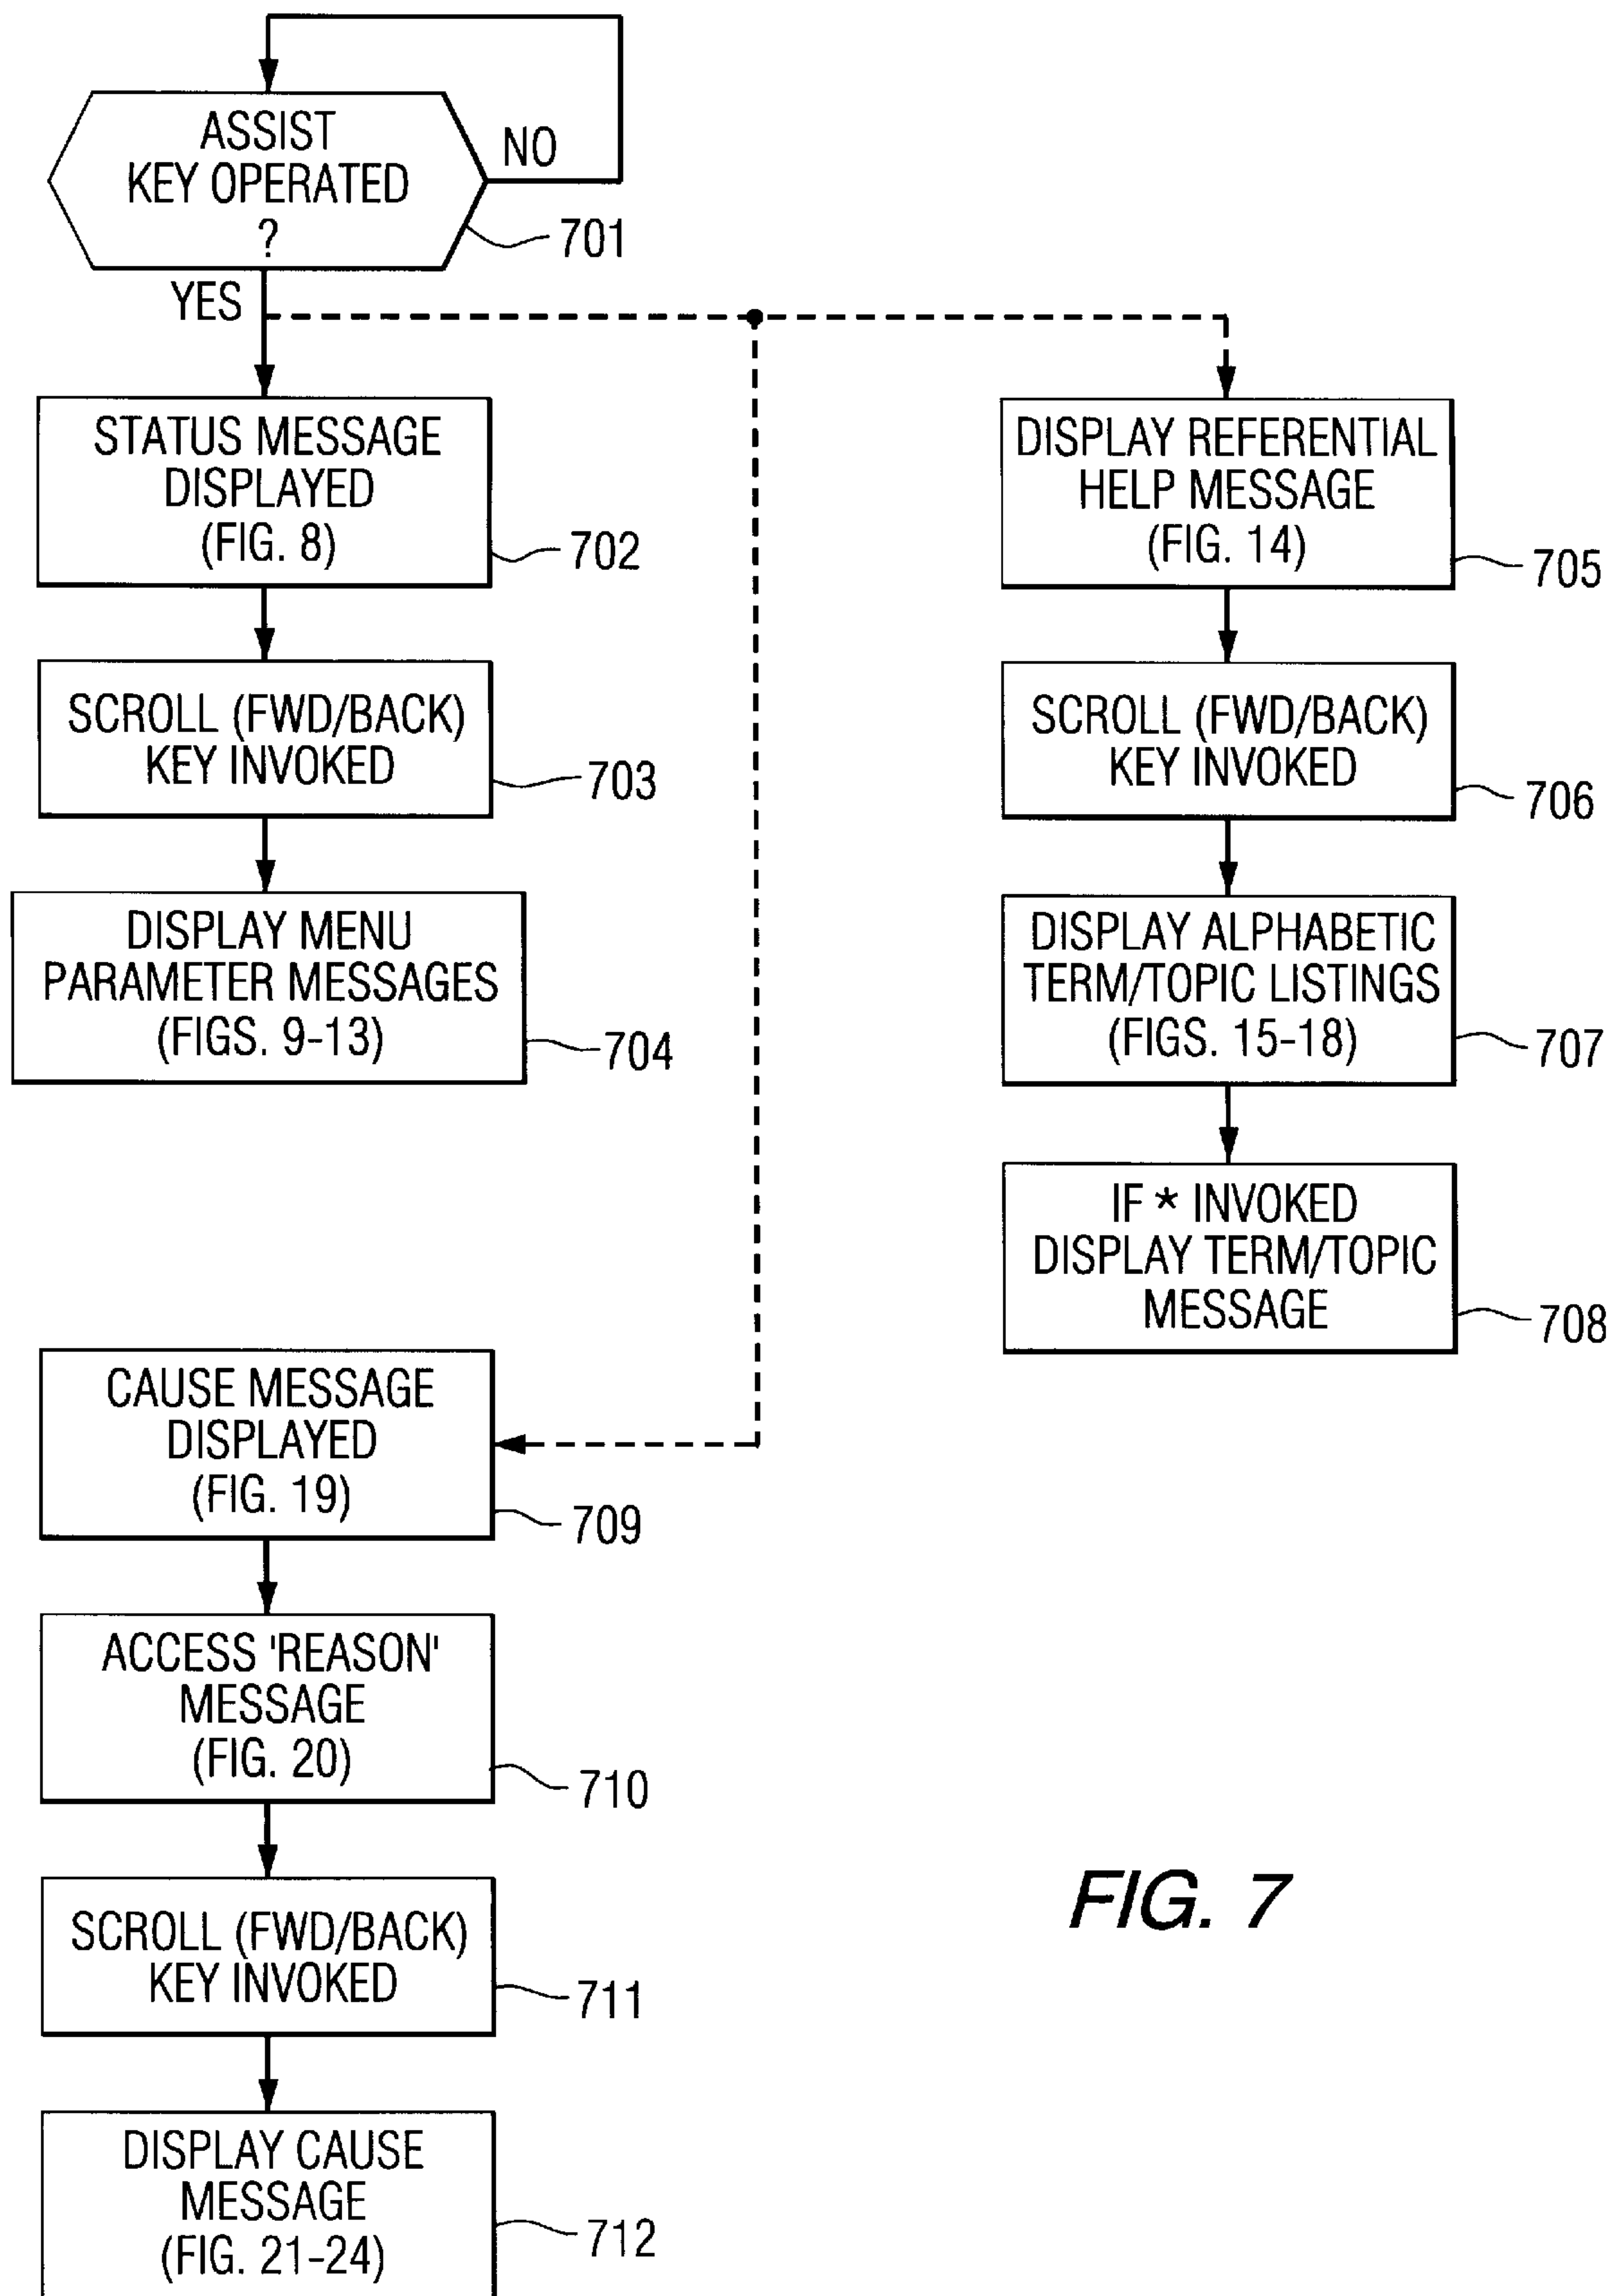 ASSIST
KEY OPERATED
?
NO
701
YES
STATUS MESSAGE
DISPLAYED
(FIG. 8)
702
SCROLL (FWD/BACK)
KEY INVOKED
703
DISPLAY MENU
PARAMETER MESSAGES
(FIGS. 9-13)
704
DISPLAY REFERENTIAL
HELP MESSAGE
(FIG. 14)
705
SCROLL (FWD/BACK)
KEY INVOKED
706
DISPLAY ALPHABETIC
TERM/TOPIC LISTINGS
(FIGS. 15-18)
707
IF * INVOKED
DISPLAY TERM/TOPIC
MESSAGE
708
CAUSE MESSAGE
DISPLAYED
(FIG. 19)
709
ACCESS 'REASON'
MESSAGE
(FIG. 20)
710
SCROLL (FWD/BACK)
KEY INVOKED
711
DISPLAY CAUSE
MESSAGE
(FIG. 21-24)
712
FIG. 7